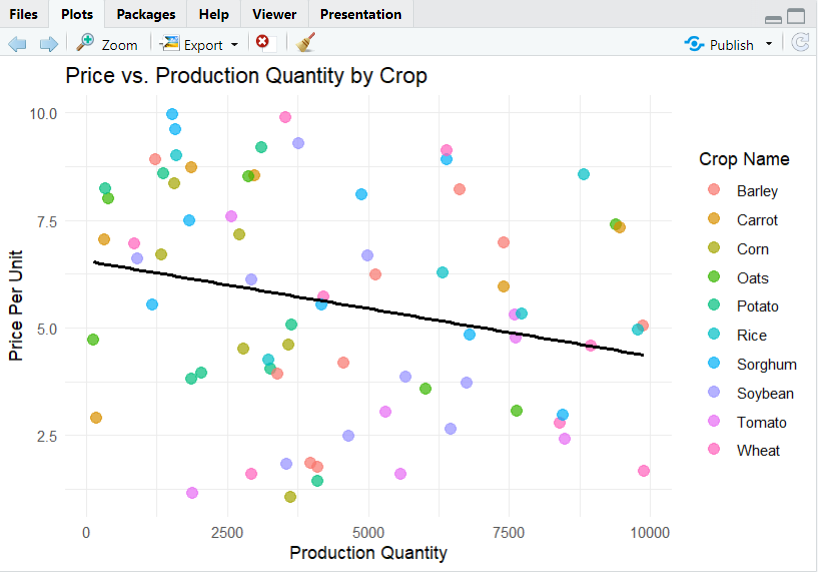 Files Plots Packages Help Viewer Presentation
Zoom Export Publish
Price vs. Production Quantity by Crop
10.0
7.5
5.0
2.5
Price Per Unit
0 2500 5000 7500 10000
Production Quantity
Crop Name
Barley
Carrot
Corn
Oats
Potato
Rice
Sorghum
Soybean
Tomato
Wheat